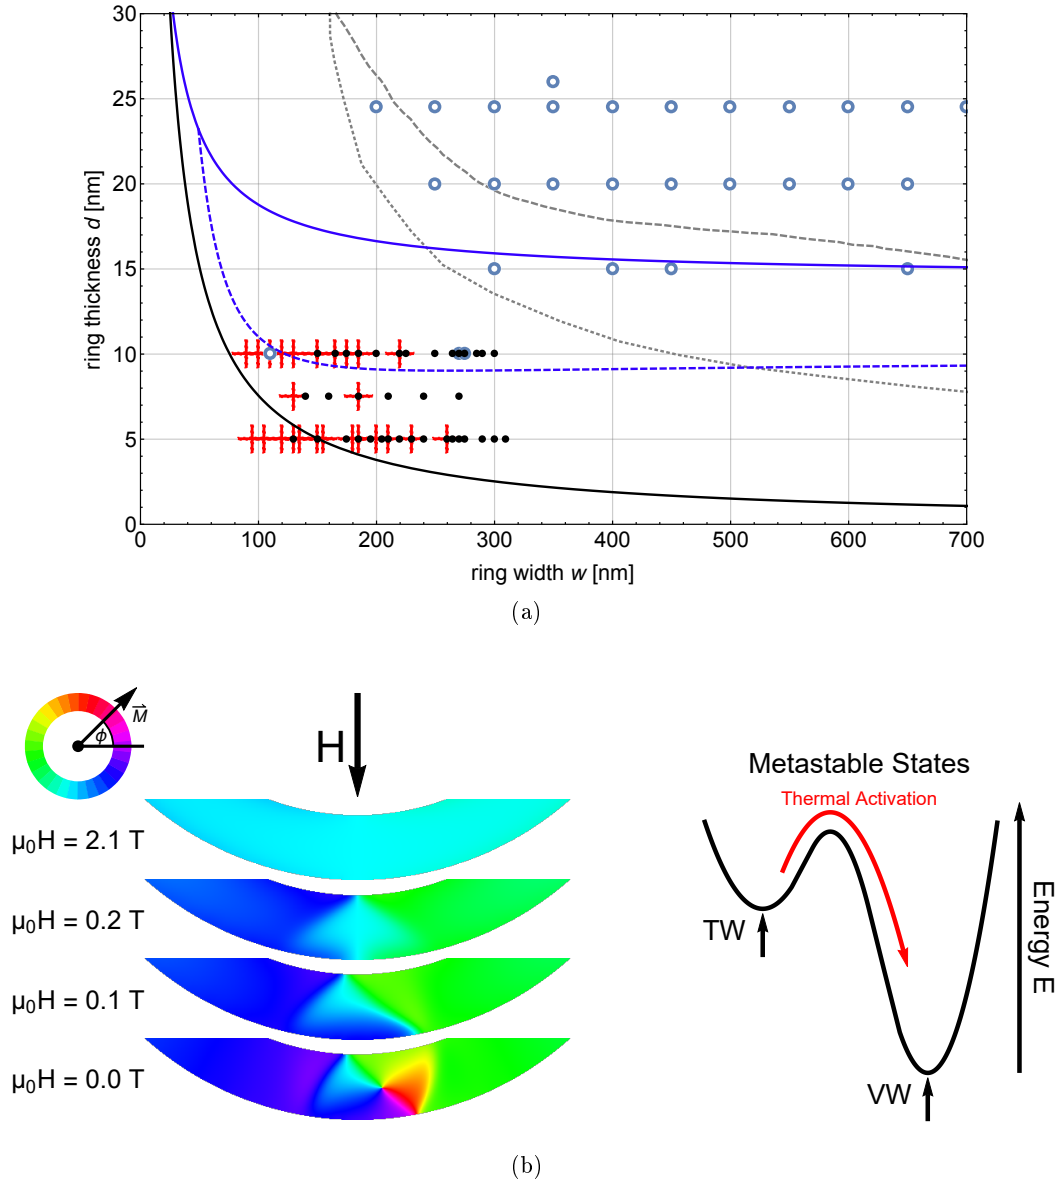 30
25
20
15
10
5
0
ring thickness d [nm]
0 100 200 300 400 500 600 700
ring width w [nm]
(a)
M
ϕ
H
μ₀H = 2.1 T
μ₀H = 0.2 T
μ₀H = 0.1 T
μ₀H = 0.0 T
Metastable States
Thermal Activation
TW
VW
Energy E
(b)